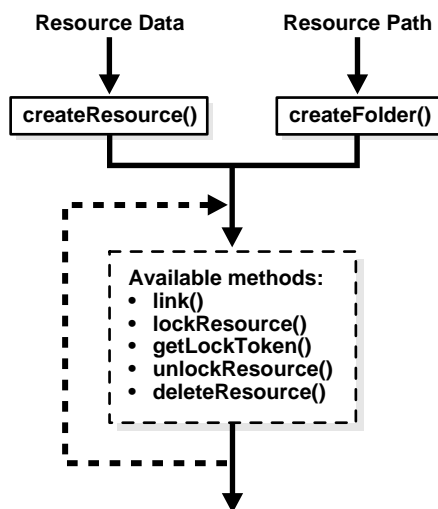 Resource Data
Resource Path
createResource()
createFolder()
Available methods:
• link()
• lockResource()
• getLockToken()
• unlockResource()
• deleteResource()